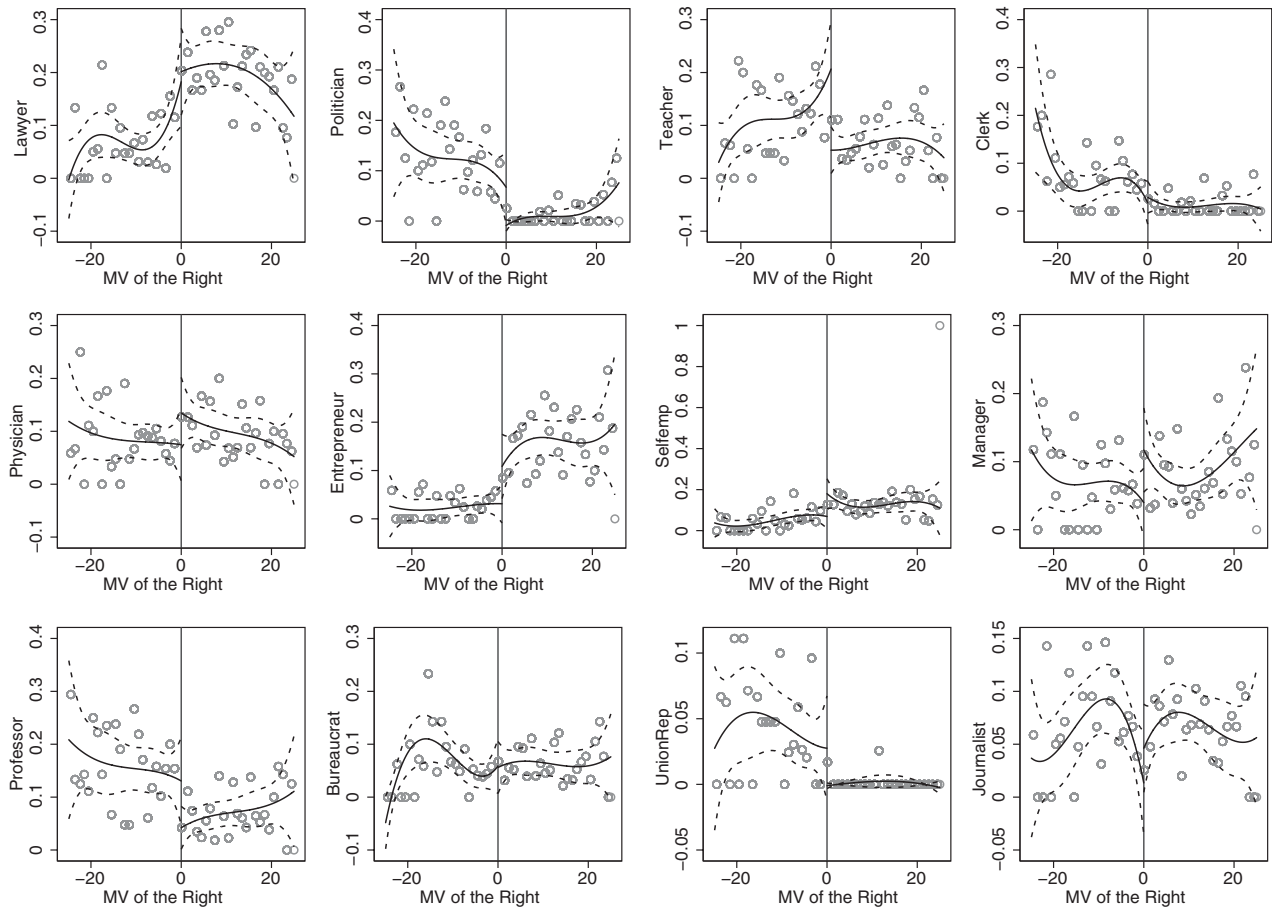 Lawyer
0.3
0.2
0.1
0
−0.1
−20 0 20
MV of the Right
Politician
0.4
0.3
0.2
0.1
0
−20 0 20
MV of the Right
Teacher
0.3
0.2
0.1
0
−0.1
−20 0 20
MV of the Right
Clerk
0.4
0.3
0.2
0.1
0
−20 0 20
MV of the Right
Physician
0.3
0.2
0.1
0
−0.1
−20 0 20
MV of the Right
Entrepreneur
0.4
0.3
0.2
0.1
0
−20 0 20
MV of the Right
Selfemp
1
0.8
0.6
0.4
0.2
0
−20 0 20
MV of the Right
Manager
0.3
0.2
0.1
0
−20 0 20
MV of the Right
Professor
0.4
0.3
0.2
0.1
0
−20 0 20
MV of the Right
Bureaucrat
0.3
0.2
0.1
0
−0.1
−20 0 20
MV of the Right
UnionRep
0.1
0.05
0
−0.05
−20 0 20
MV of the Right
Journalist
0.15
0.1
0.05
0
−0.05
−20 0 20
MV of the Right